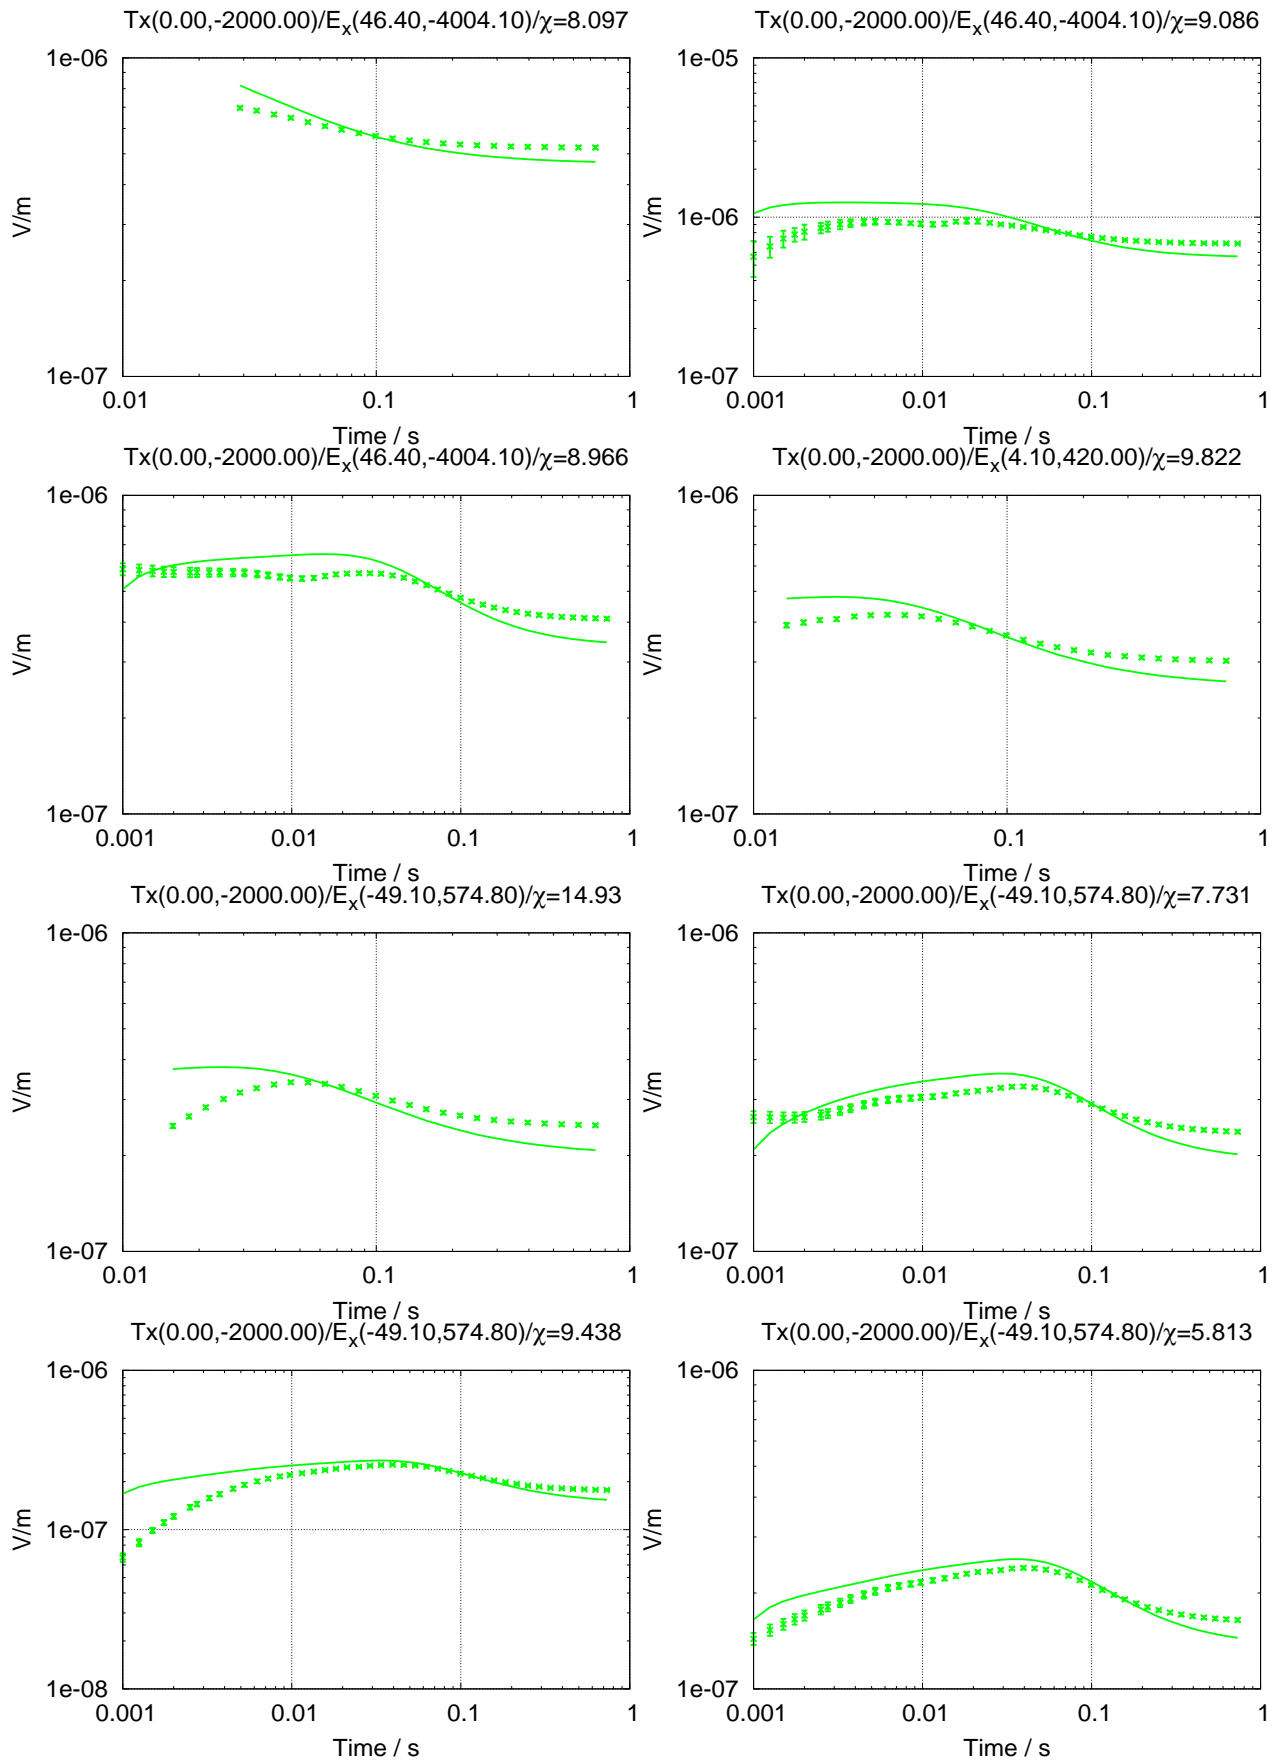 Tx(0.00,-2000.00)/Ex(46.40,-4004.10)/χ=8.097
1e-06
V/m
1e-07
0.01 0.1 1
Time / s
Tx(0.00,-2000.00)/Ex(46.40,-4004.10)/χ=9.086
1e-05
1e-06
V/m
1e-07
0.001 0.01 0.1 1
Time / s
Tx(0.00,-2000.00)/Ex(46.40,-4004.10)/χ=8.966
1e-06
V/m
1e-07
0.001 0.01 0.1 1
Time / s
Tx(0.00,-2000.00)/Ex(4.10,420.00)/χ=9.822
1e-06
V/m
1e-07
0.01 0.1 1
Time / s
Tx(0.00,-2000.00)/Ex(-49.10,574.80)/χ=14.93
1e-06
V/m
1e-07
0.01 0.1 1
Time / s
Tx(0.00,-2000.00)/Ex(-49.10,574.80)/χ=7.731
1e-06
V/m
1e-07
0.001 0.01 0.1 1
Time / s
Tx(0.00,-2000.00)/Ex(-49.10,574.80)/χ=9.438
1e-06
1e-07
V/m
1e-08
0.001 0.01 0.1 1
Time / s
Tx(0.00,-2000.00)/Ex(-49.10,574.80)/χ=5.813
1e-06
V/m
1e-07
0.001 0.01 0.1 1
Time / s